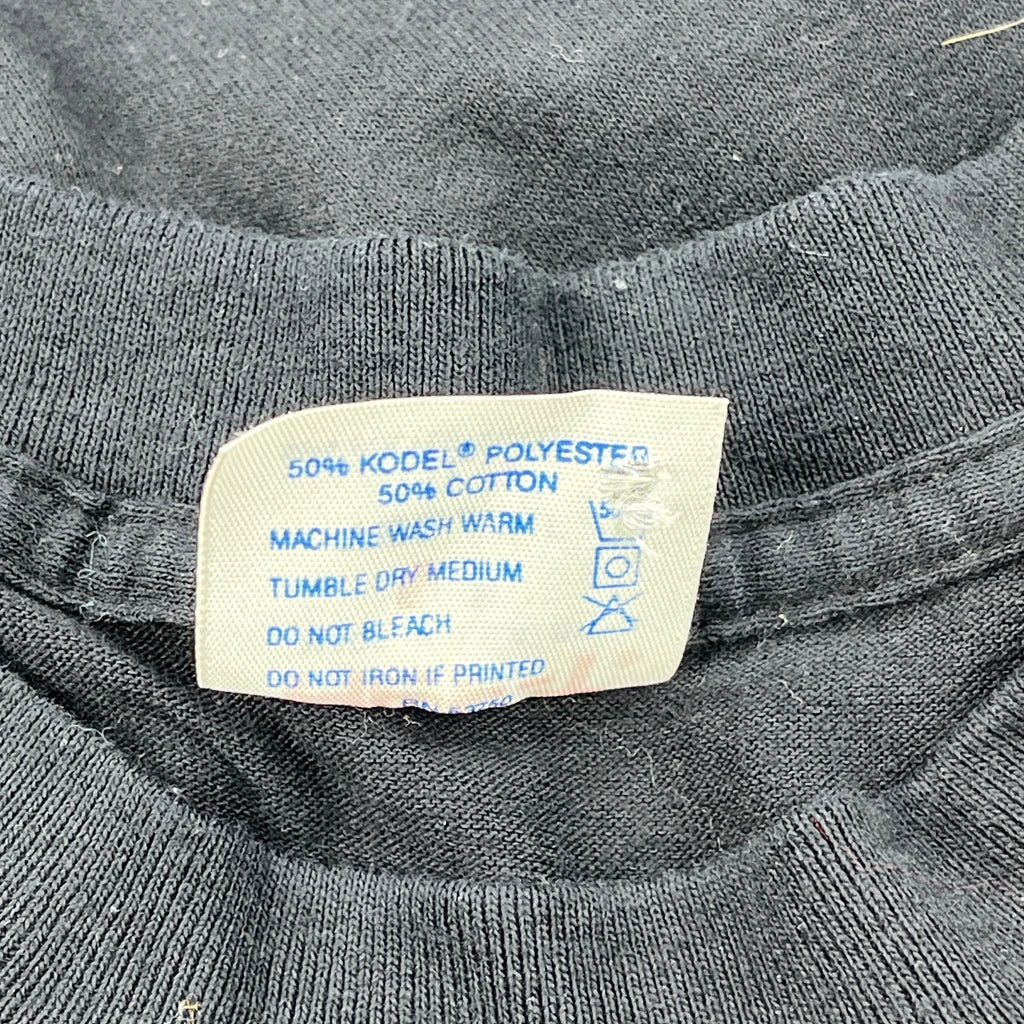 50% KODEL® POLYESTER
50% COTTON
MACHINE WASH WARM
TUMBLE DRY MEDIUM
DO NOT BLEACH
DO NOT IRON IF PRINTED